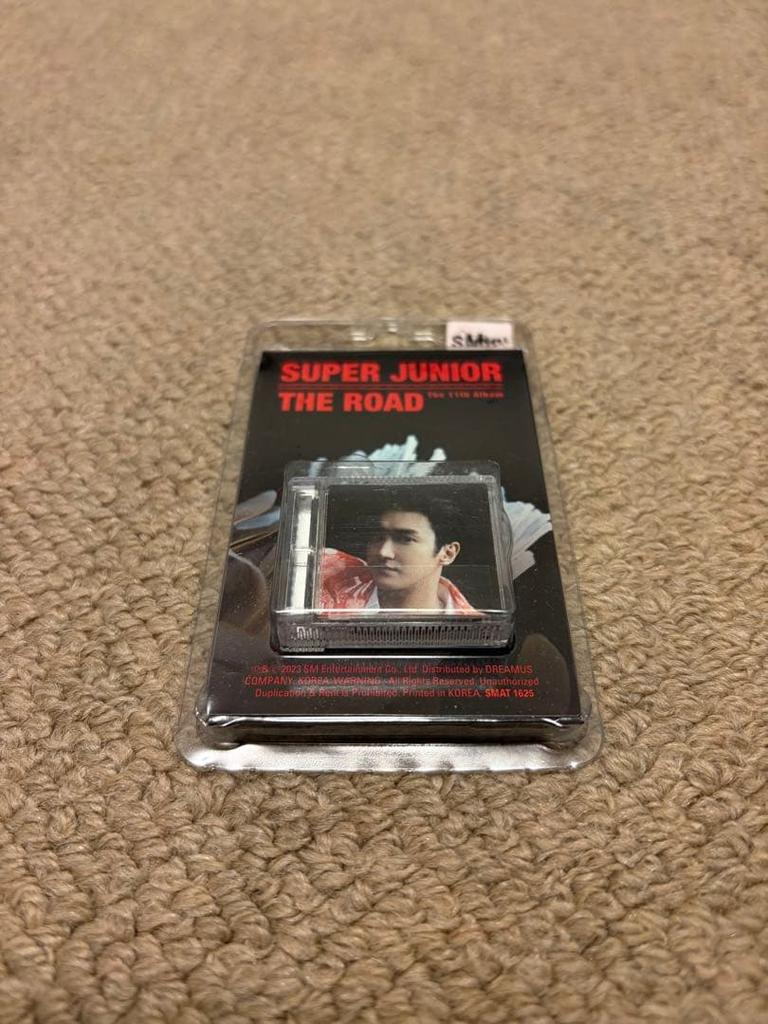 SUPER JUNIOR
THE ROAD The 11th Album
Ⓟ & © 2023 SM Entertainment Co., Ltd. Distributed by DREAMUS
COMPANY. KOREA. WARNING - All Rights Reserved. Unauthorized
Duplication & Rent is Prohibited. Printed in KOREA. SMAT 1625